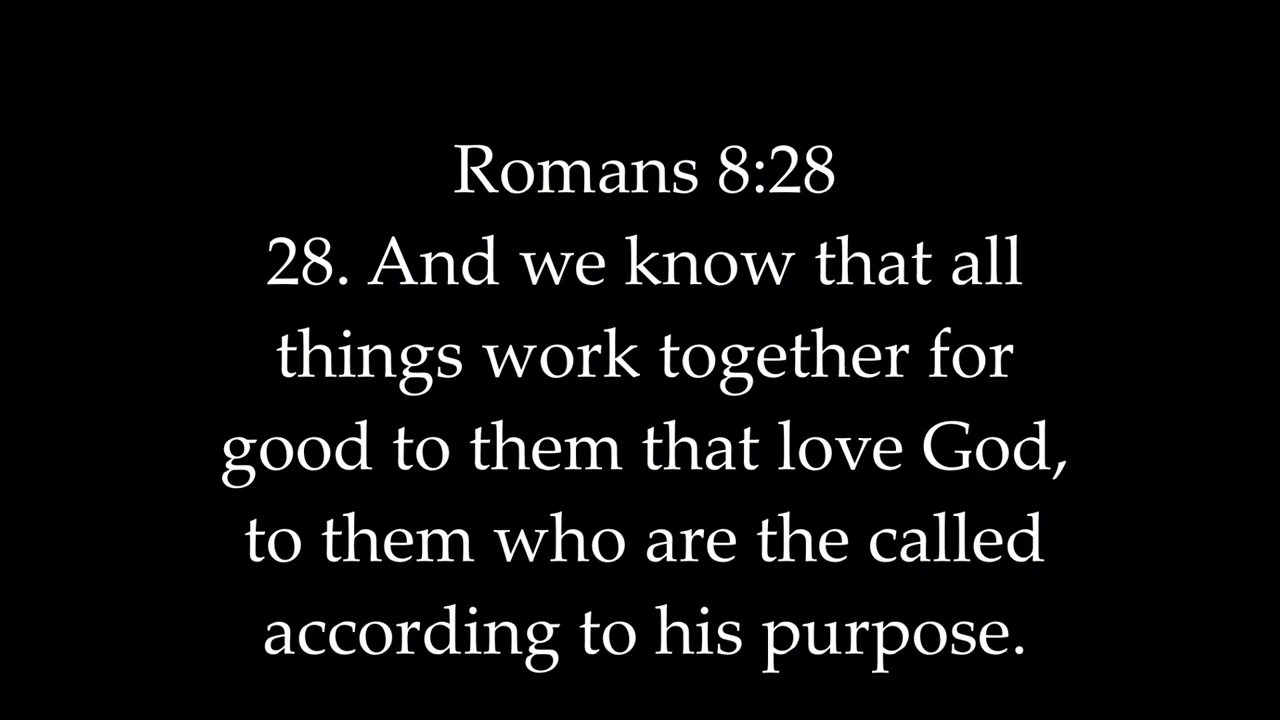 Romans 8:28
28. And we know that all
things work together for
good to them that love God,
to them who are the called
according to his purpose.